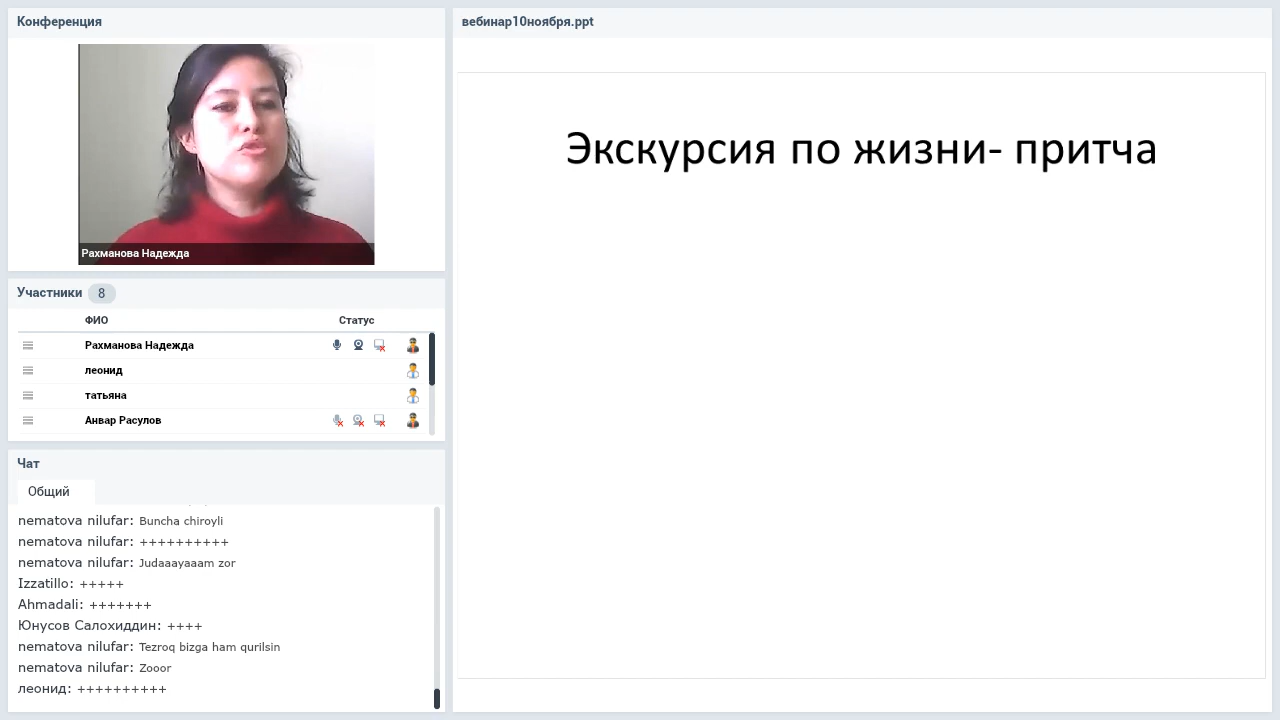 Конференция
Рахманова Надежда
Участники 8
ФИО Статус
Рахманова Надежда
леонид
татьяна
Анвар Расулов
Чат
Общий
nematova nilufar: Buncha chiroyli
nematova nilufar: ++++++++++
nematova nilufar: Judaaayaaam zor
Izzatillo: +++++
Ahmadali: +++++++
Юнусов Салохиддин: ++++
nematova nilufar: Tezroq bizga ham qurilsin
nematova nilufar: Zooor
леонид: ++++++++++
вебинар10ноября.ppt
Экскурсия по жизни- притча